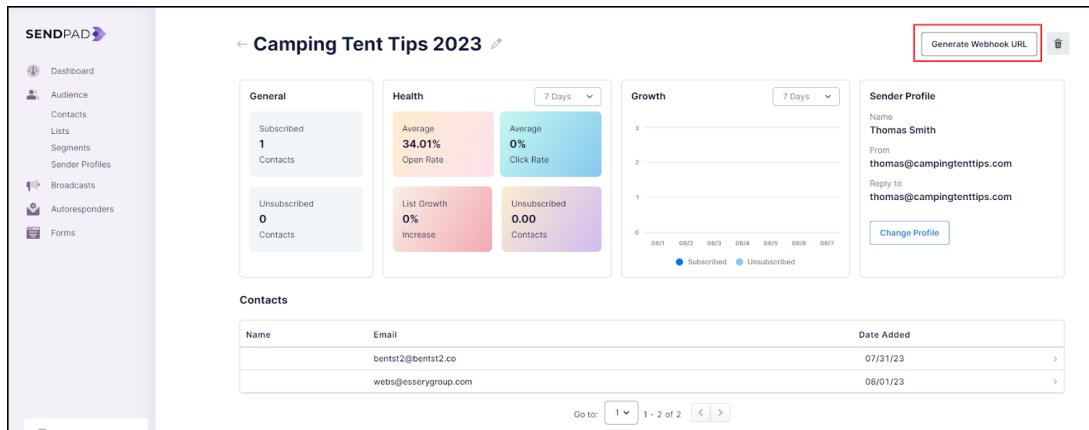 SENDPAD
Dashboard
Audience
Contacts
Lists
Segments
Sender Profiles
Broadcasts
Autoresponders
Forms
← Camping Tent Tips 2023
Generate Webhook URL
General
Subscribed
1
Contacts
Unsubscribed
0
Contacts
Health
7 Days
Average
34.01%
Open Rate
Average
0%
Click Rate
List Growth
0%
Increase
Unsubscribed
0.00
Contacts
Growth
7 Days
3
2
1
0
08/1 08/2 08/3 08/4 08/5 08/6 08/7
Subscribed Unsubscribed
Sender Profile
Name
Thomas Smith
From
thomas@campingtenttips.com
Reply to
thomas@campingtenttips.com
Change Profile
Contacts
Name Email Date Added
bentst2@bentst2.co 07/31/23 >
webs@esserygroup.com 08/01/23 >
Go to: 1 1 - 2 of 2 < >